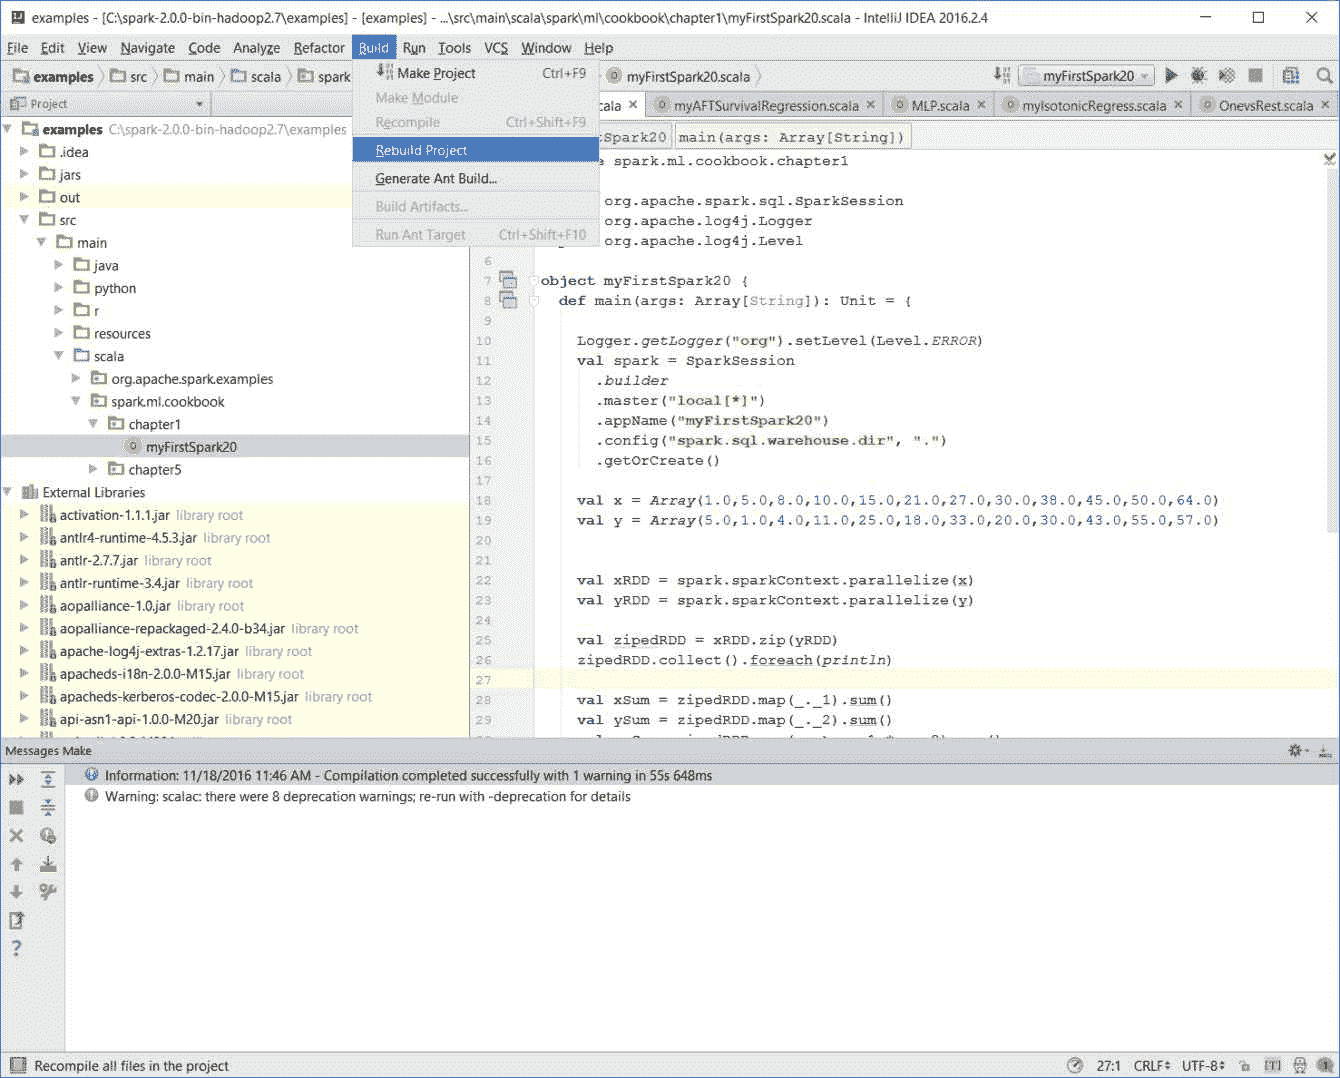 examples - [C:\spark-2.0.0-bin-hadoop2.7\examples] - [examples] - ...\src\main\scala\spark\ml\cookbook\chapter1\myFirstSpark20.scala - IntelliJ IDEA 2016.2.4
File Edit View Navigate Code Analyze Refactor Build Run Tools VCS Window Help
examples src main scala spark myFirstSpark20.scala myFirstSpark20
Make Project Ctrl+F9
Make Module
Recompile Ctrl+Shift+F9
Rebuild Project
Generate Ant Build...
Build Artifacts...
Run Ant Target Ctrl+Shift+F10
Project
cala myAFTSurvivalRegression.scala MLP.scala myIsotonicRegress.scala OnevsRest.scala
Spark20 main(args: Array[String])
examples C:\spark-2.0.0-bin-hadoop2.7\examples
.idea
jars
out
src
main
java
python
r
resources
scala
org.apache.spark.examples
spark.ml.cookbook
chapter1
myFirstSpark20
chapter5
External Libraries
activation-1.1.1.jar library root
antlr4-runtime-4.5.3.jar library root
antlr-2.7.7.jar library root
antlr-runtime-3.4.jar library root
aopalliance-1.0.jar library root
aopalliance-repackaged-2.4.0-b34.jar library root
apache-log4j-extras-1.2.17.jar library root
apacheds-i18n-2.0.0-M15.jar library root
apacheds-kerberos-codec-2.0.0-M15.jar library root
api-asn1-api-1.0.0-M20.jar library root
e spark.ml.cookbook.chapter1
org.apache.spark.sql.SparkSession
org.apache.log4j.Logger
org.apache.log4j.Level
6
7 object myFirstSpark20 {
8 def main(args: Array[String]): Unit = {
9
10 Logger.getLogger("org").setLevel(Level.ERROR)
11 val spark = SparkSession
12 .builder
13 .master("local[*]")
14 .appName("myFirstSpark20")
15 .config("spark.sql.warehouse.dir", ".")
16 .getOrCreate()
17
18 val x = Array(1.0,5.0,8.0,10.0,15.0,21.0,27.0,30.0,38.0,45.0,50.0,64.0)
19 val y = Array(5.0,1.0,4.0,11.0,25.0,18.0,33.0,20.0,30.0,43.0,55.0,57.0)
20
21
22 val xRDD = spark.sparkContext.parallelize(x)
23 val yRDD = spark.sparkContext.parallelize(y)
24
25 val zipedRDD = xRDD.zip(yRDD)
26 zipedRDD.collect().foreach(println)
27
28 val xSum = zipedRDD.map(_._1).sum()
29 val ySum = zipedRDD.map(_._2).sum()
Messages Make
Information: 11/18/2016 11:46 AM - Compilation completed successfully with 1 warning in 55s 648ms
Warning: scalac: there were 8 deprecation warnings; re-run with -deprecation for details
Recompile all files in the project 27:1 CRLF UTF-8